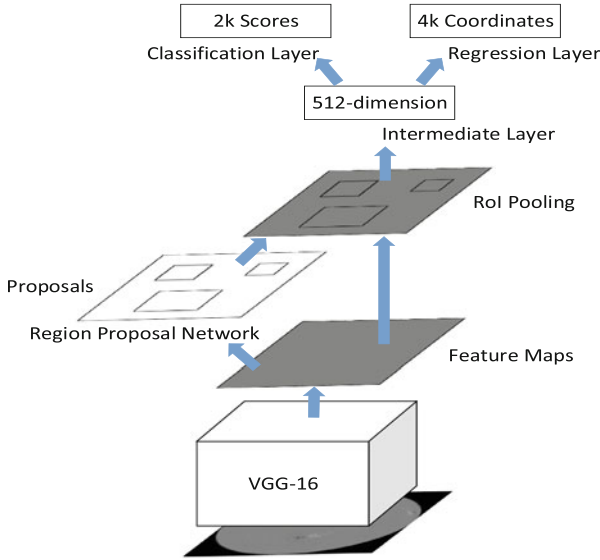 2k Scores
4k Coordinates
Classification Layer
Regression Layer
512-dimension
Intermediate Layer
RoI Pooling
Proposals
Region Proposal Network
Feature Maps
VGG-16